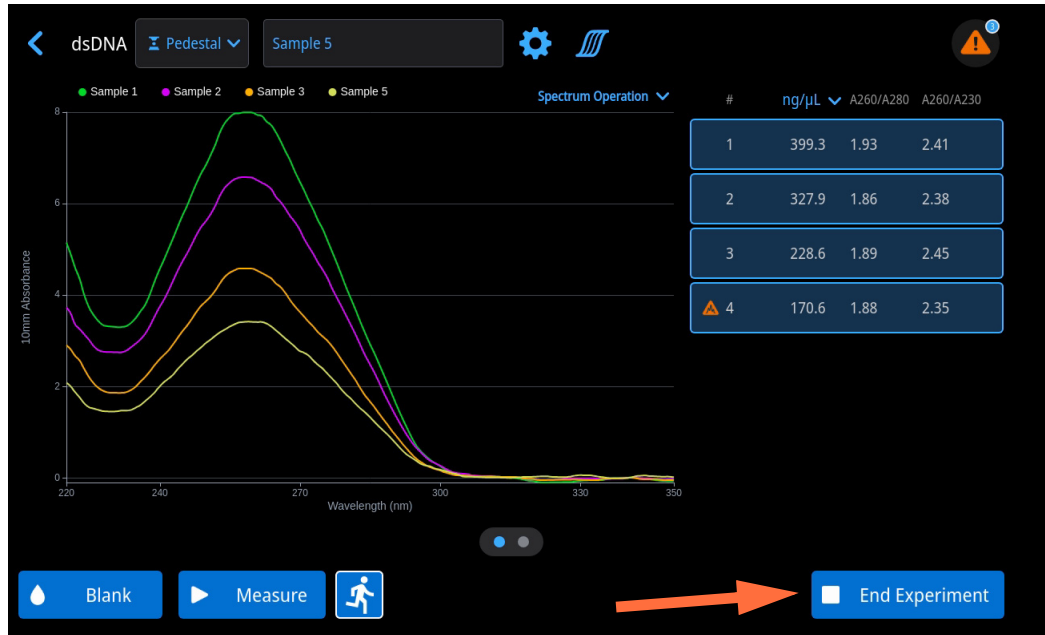 dsDNA
Pedestal
Sample 5
3
Sample 1 Sample 2 Sample 3 Sample 5
Spectrum Operation
# ng/µL A260/A280 A260/A230
1 399.3 1.93 2.41
2 327.9 1.86 2.38
3 228.6 1.89 2.45
4 170.6 1.88 2.35
10mm Absorbance
8
6
4
2
0
220 240 270 300 330 350
Wavelength (nm)
Blank
Measure
End Experiment